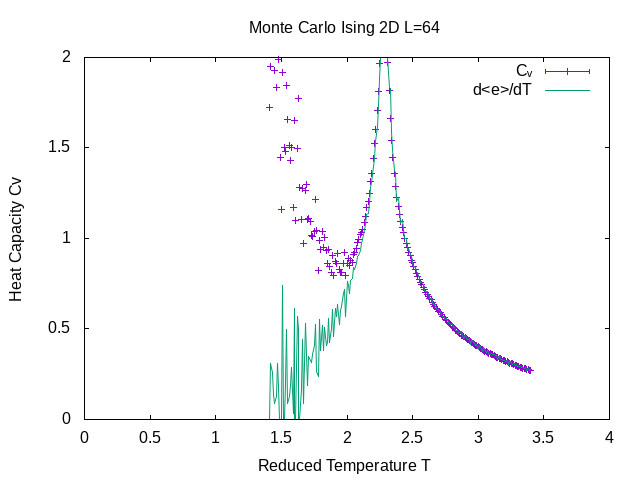 Monte Carlo Ising 2D L=64
2
1.5
1
0.5
0
Heat Capacity Cv
Cᵥ
d<e>/dT
0 0.5 1 1.5 2 2.5 3 3.5 4
Reduced Temperature T